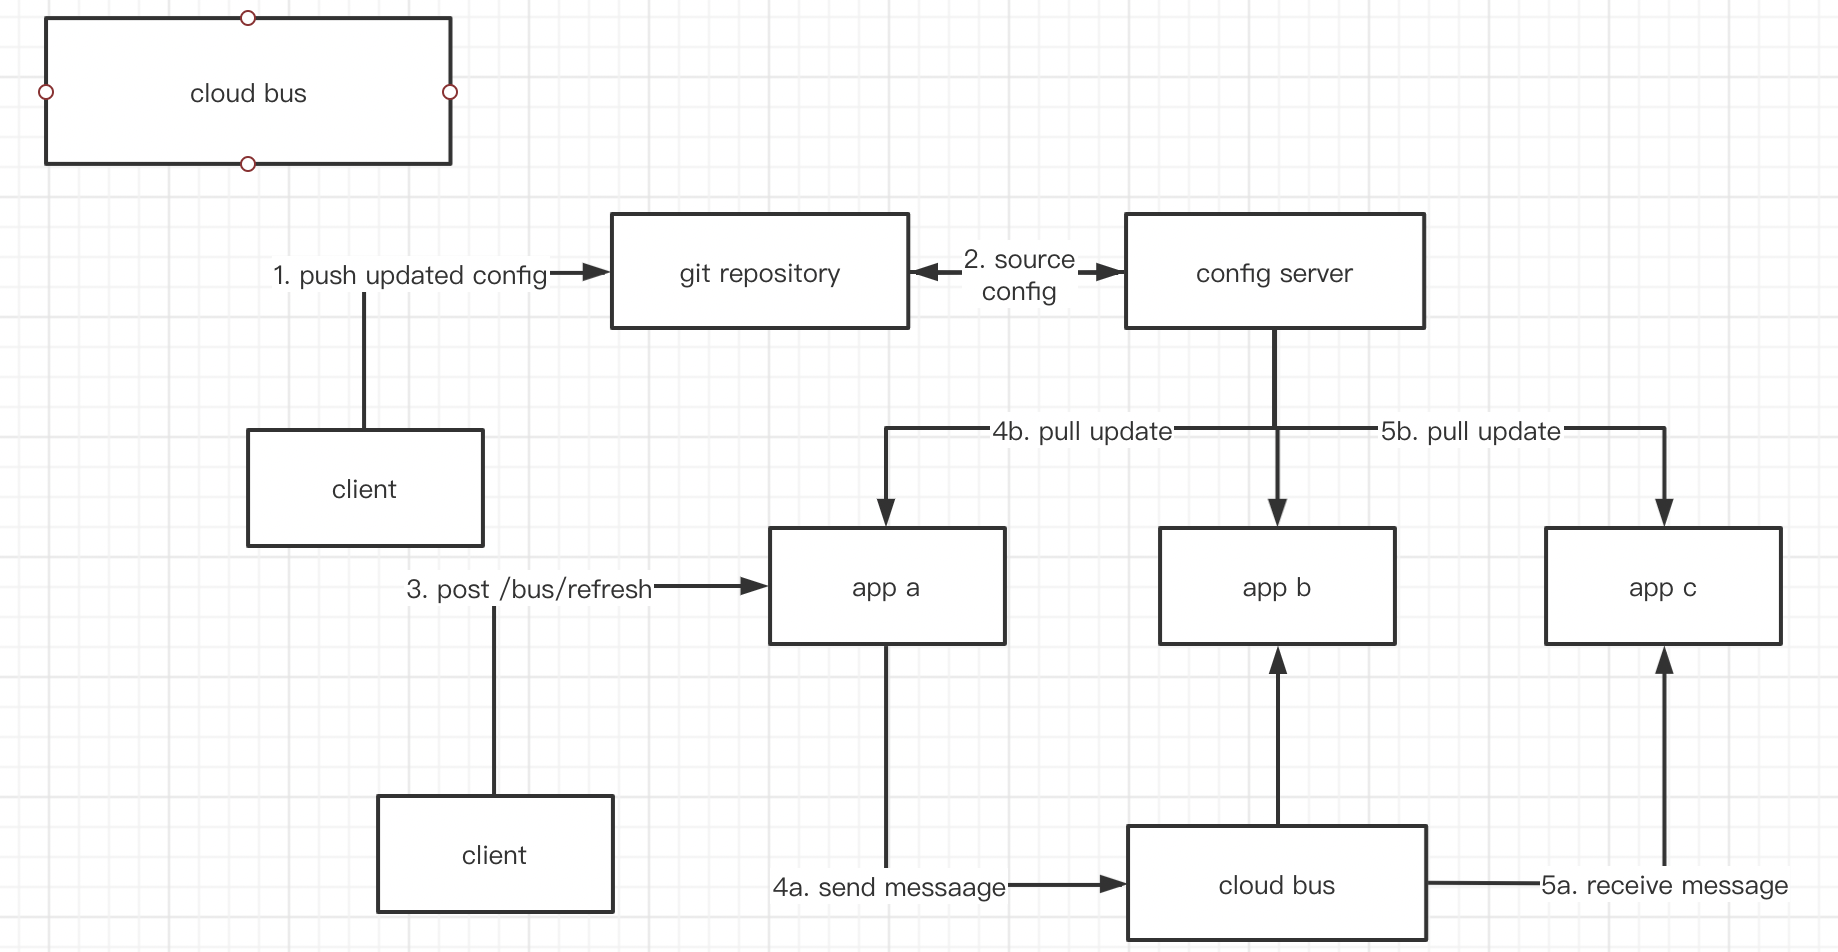 cloud bus
1. push updated config
git repository
2. source
config
config server
4b. pull update
5b. pull update
client
3. post /bus/refresh
app a
app b
app c
client
4a. send messaage
cloud bus
5a. receive message